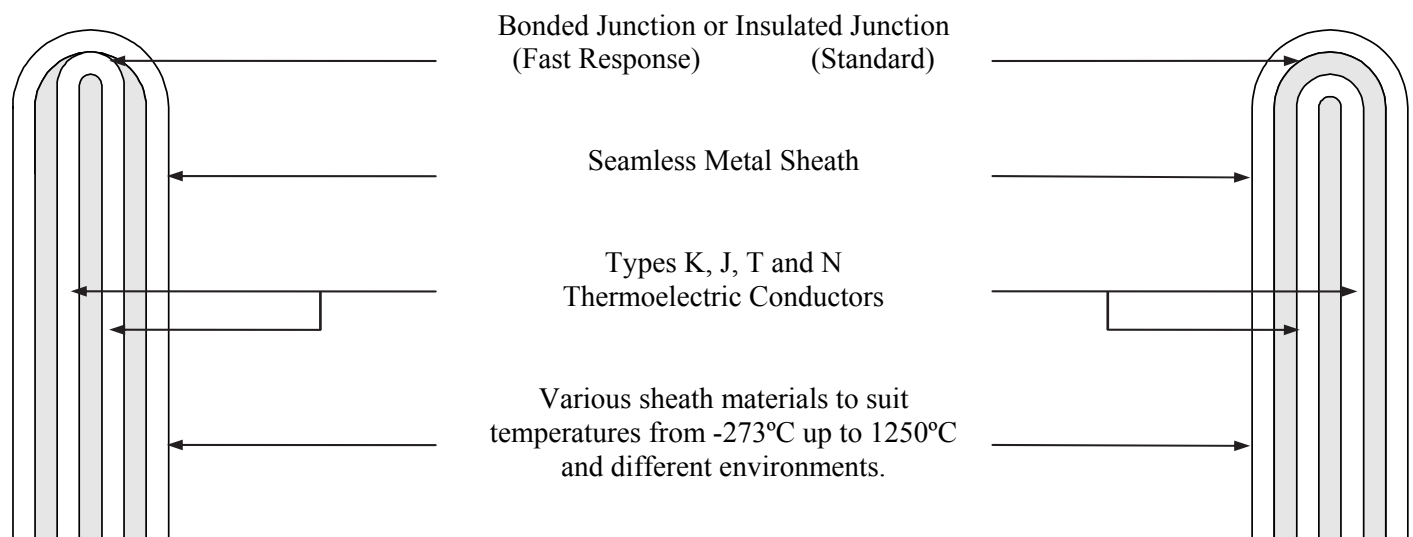 Bonded Junction or Insulated Junction
(Fast Response) (Standard)
Seamless Metal Sheath
Types K, J, T and N
Thermoelectric Conductors
Various sheath materials to suit
temperatures from -273ºC up to 1250ºC
and different environments.